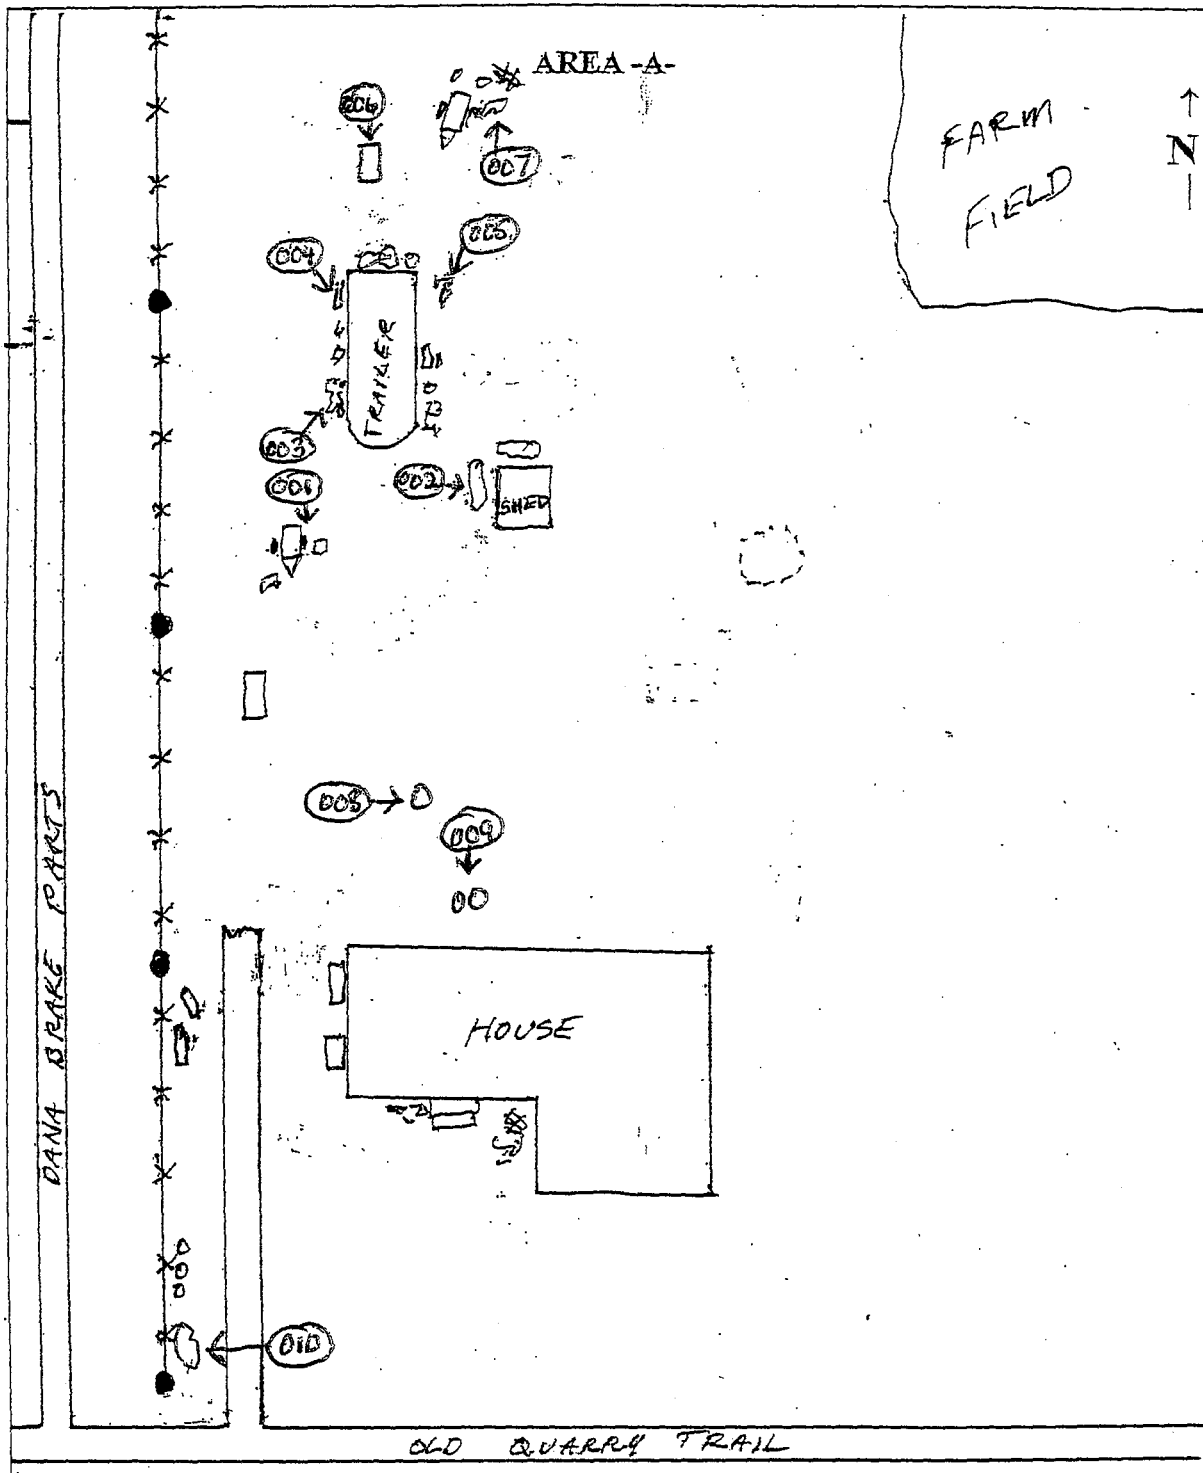 AREA -A-
006
007
FARM
FIELD
N
004
005
TRAILER
003
001
002
SHED
008
009
DANA BRAKE PARTS
HOUSE
010
OLD QUARRY TRAIL